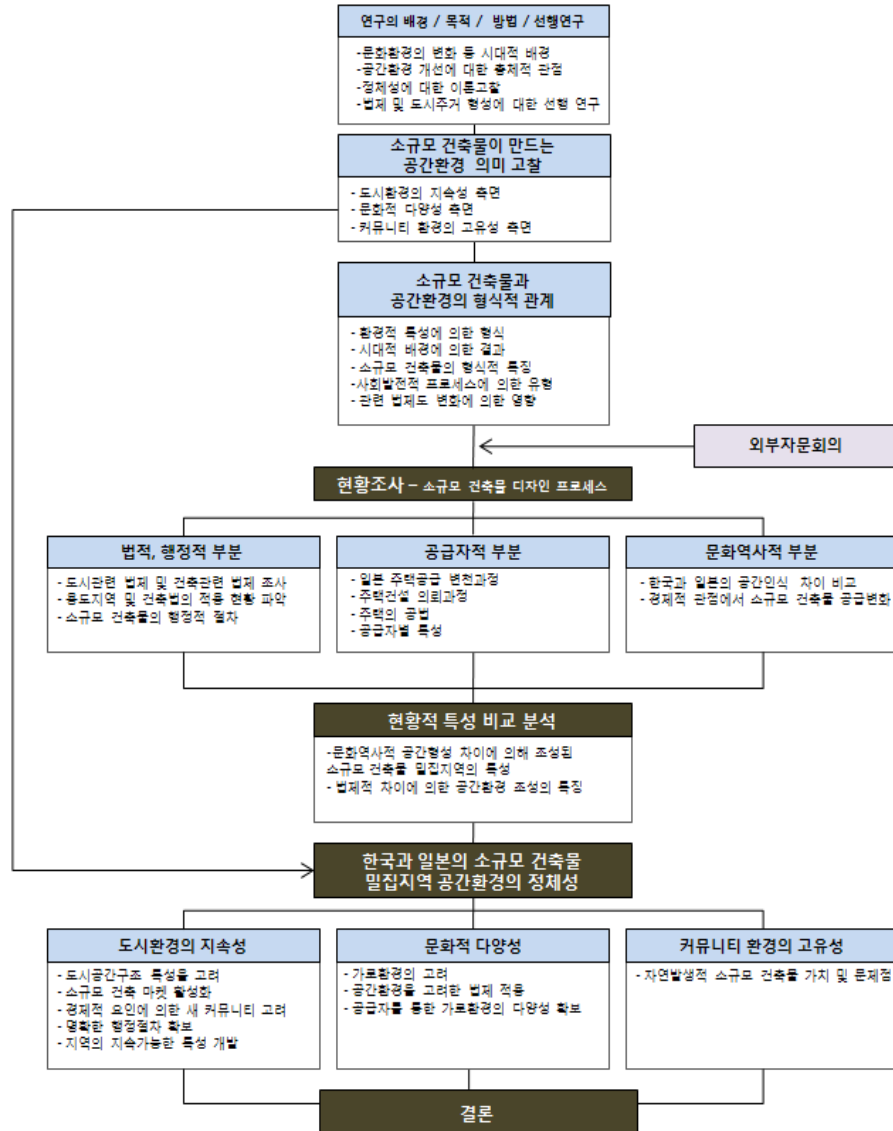 연구의 배경 / 목적 / 방법 / 선행연구
-문화환경의 변화 등 시대적 배경
-공간환경 개선에 대한 총체적 관점
-정체성에 대한 이론고찰
-법제 및 도시주거 형성에 대한 선행 연구
소규모 건축물이 만드는
공간환경 의미 고찰
- 도시환경의 지속성 측면
- 문화적 다양성 측면
- 커뮤니티 환경의 고유성 측면
소규모 건축물과
공간환경의 형식적 관계
- 환경적 특성에 의한 형식
- 시대적 배경에 의한 결과
- 소규모 건축물의 형식적 특징
-사회발전적 프로세스에 의한 유형
- 관련 법제도 변화에 의한 영향
외부자문회의
현황조사 – 소규모 건축물 디자인 프로세스
법적, 행정적 부분
- 도시관련 법제 및 건축관련 법제 조사
- 용도지역 및 건축법의 적용 현황 파악
- 소규모 건축물의 행정적 절차
공급자적 부분
- 일본 주택공급 변천과정
- 주택건설 의뢰과정
- 주택의 공법
- 공급자별 특성
문화역사적 부분
- 한국과 일본의 공간인식 차이 비교
- 경제적 관점에서 소규모 건축물 공급변화
현황적 특성 비교 분석
-문화역사적 공간형성 차이에 의해 조성된
소규모 건축물 밀집지역의 특성
- 법제적 차이에 의한 공간환경 조성의 특징
한국과 일본의 소규모 건축물
밀집지역 공간환경의 정체성
도시환경의 지속성
- 도시공간구조 특성을 고려
- 소규모 건축 마켓 활성화
- 경제적 요인에 의한 새 커뮤니티 고려
- 명확한 행정절차 확보
- 지역의 지속가능한 특성 개발
문화적 다양성
- 가로환경의 고려
- 공간환경을 고려한 법제 적용
- 공급자를 통한 가로환경의 다양성 확보
커뮤니티 환경의 고유성
- 자연발생적 소규모 건축물 가치 및 문제점
결론